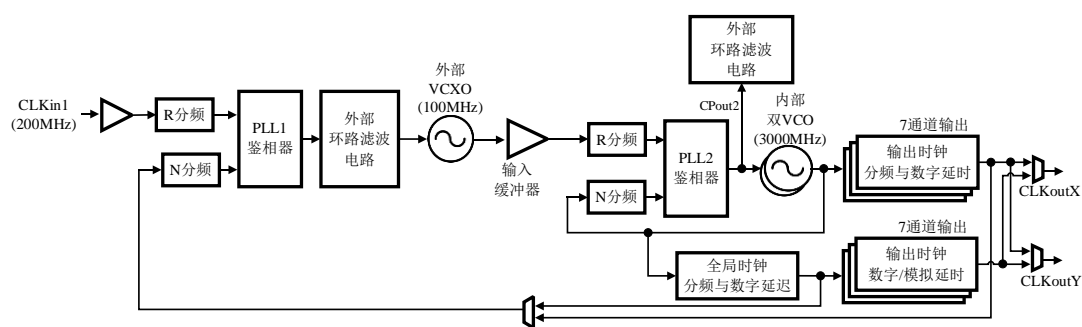 CLKin1
(200MHz)
R分频
N分频
PLL1
鉴相器
外部
环路滤波
电路
外部
VCXO
(100MHz)
输入
缓冲器
R分频
N分频
PLL2
鉴相器
外部
环路滤波
电路
CPout2
内部
双VCO
(3000MHz)
7通道输出
输出时钟
分频与数字延时
CLKoutX
全局时钟
分频与数字延迟
7通道输出
输出时钟
数字/模拟延时
CLKoutY